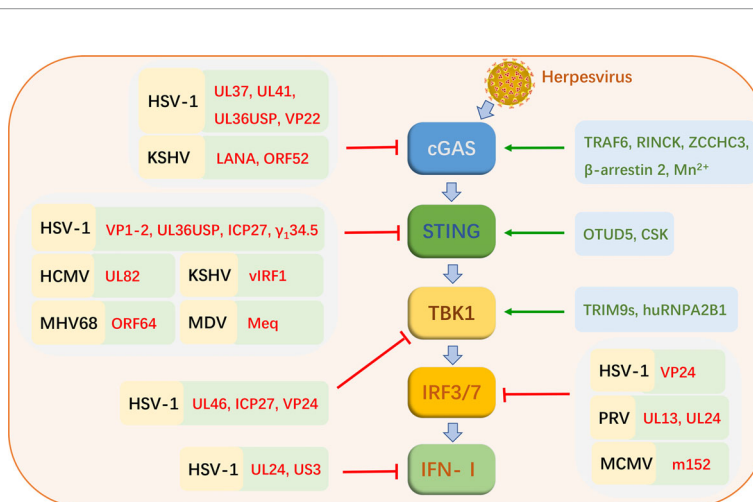 Herpesvirus
HSV-1 UL37, UL41,
UL36USP, VP22
KSHV LANA, ORF52
cGAS
TRAF6, RINCK, ZCCHC3,
β-arrestin 2, Mn²⁺
HSV-1 VP1-2, UL36USP, ICP27, γ₁34.5
HCMV UL82 KSHV vIRF1
MHV68 ORF64 MDV Meq
STING
OTUD5, CSK
TBK1
TRIM9s, huRNPA2B1
HSV-1 UL46, ICP27, VP24
IRF3/7
HSV-1 VP24
PRV UL13, UL24
MCMV m152
HSV-1 UL24, US3
IFN- I